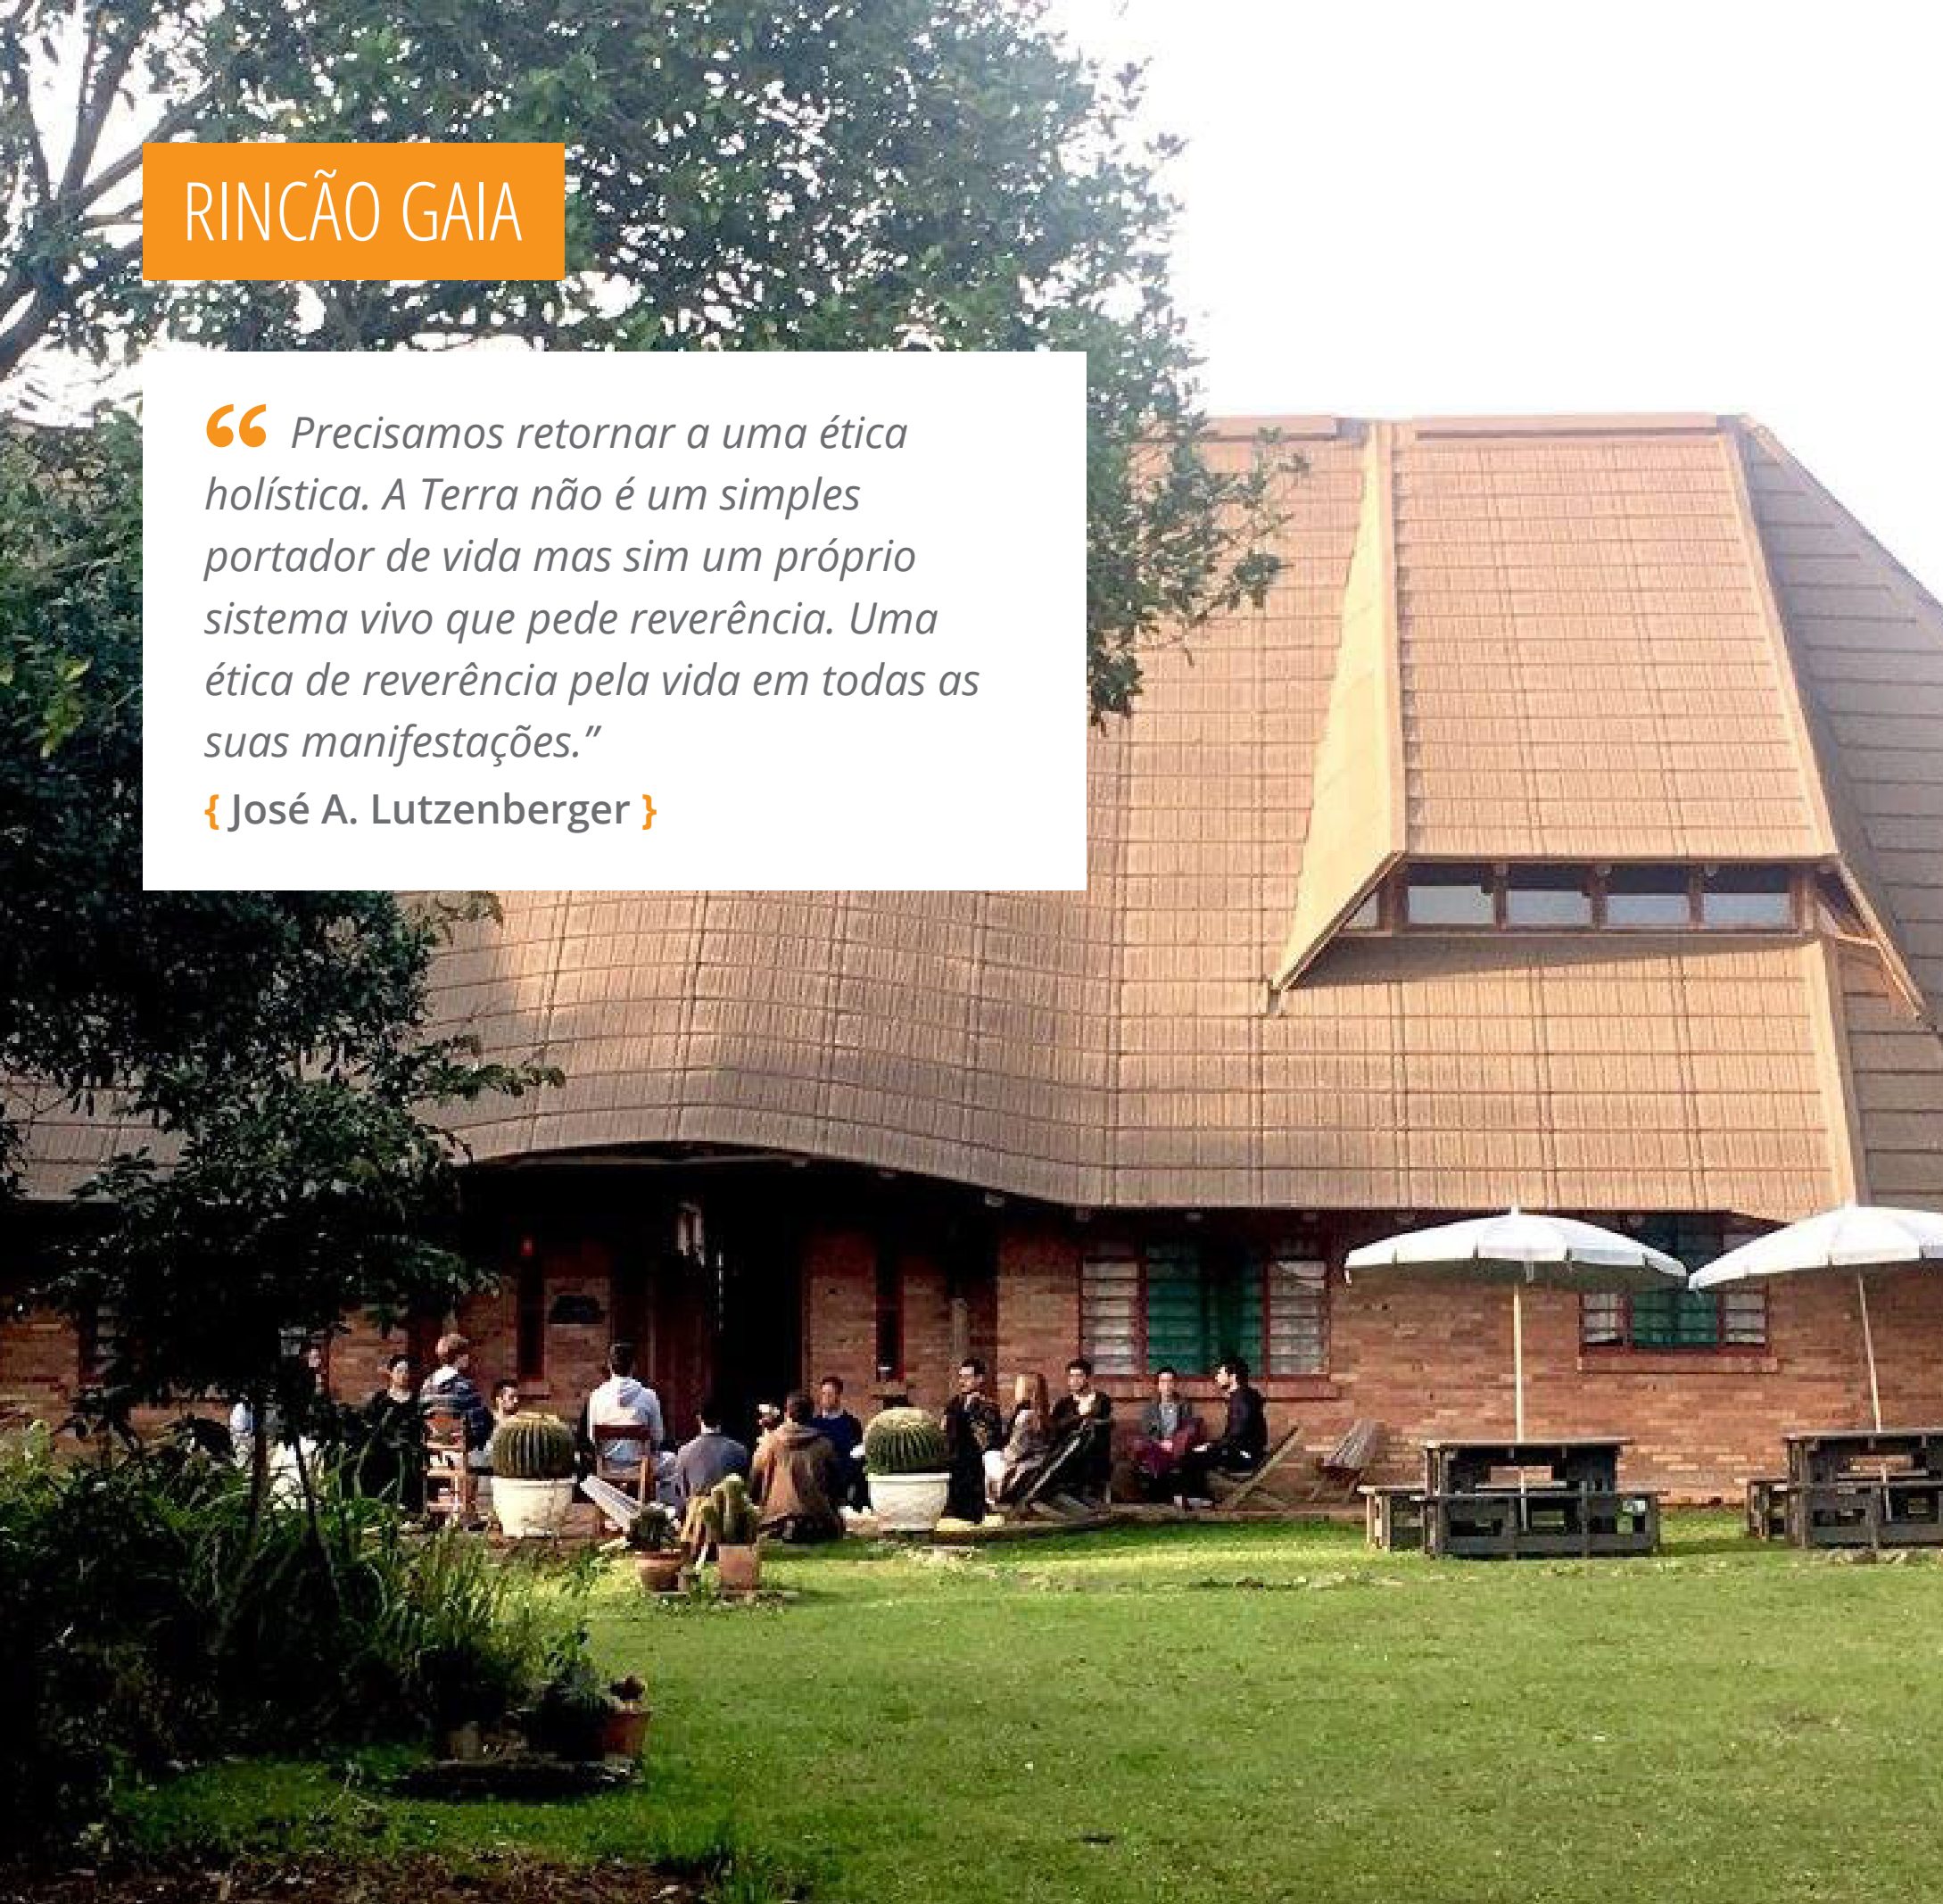 RINCÃO GAIA
“ Precisamos retornar a uma ética
holística. A Terra não é um simples
portador de vida mas sim um próprio
sistema vivo que pede reverência. Uma
ética de reverência pela vida em todas as
suas manifestações.”
{ José A. Lutzenberger }